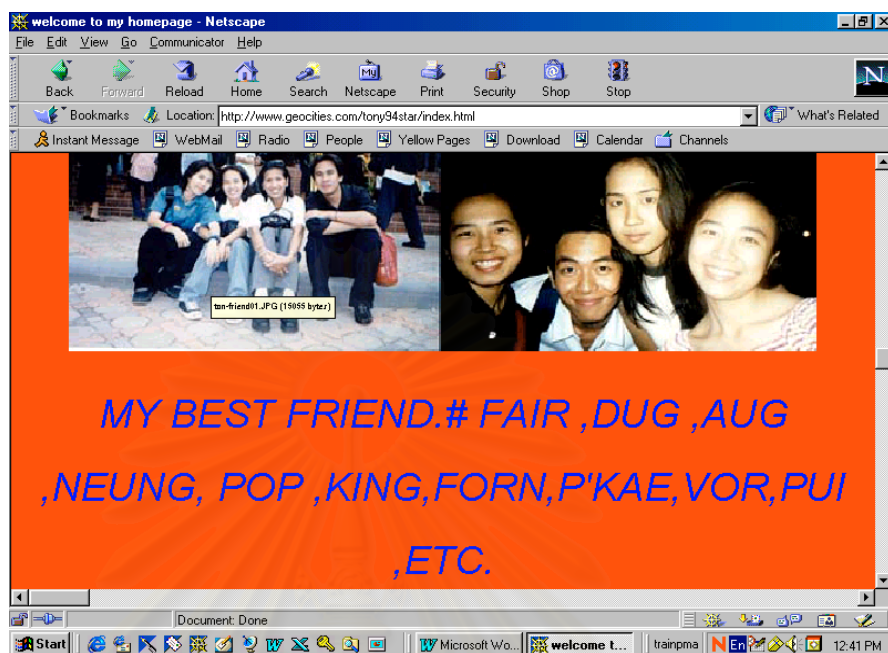 welcome to my homepage - Netscape
File Edit View Go Communicator Help
Back Forward Reload Home Search My Netscape Print Security Shop Stop
N
Bookmarks Location: http://www.geocities.com/tony94star/index.html What's Related
Instant Message WebMail Radio People Yellow Pages Download Calendar Channels
ton-friend01.JPG (15055 bytes)
MY BEST FRIEND.# FAIR ,DUG ,AUG
,NEUNG, POP ,KING,FORN,P'KAE,VOR,PUI
,ETC.
Document: Done
Start Microsoft Wo... welcome t... trainpma N En 12:41 PM